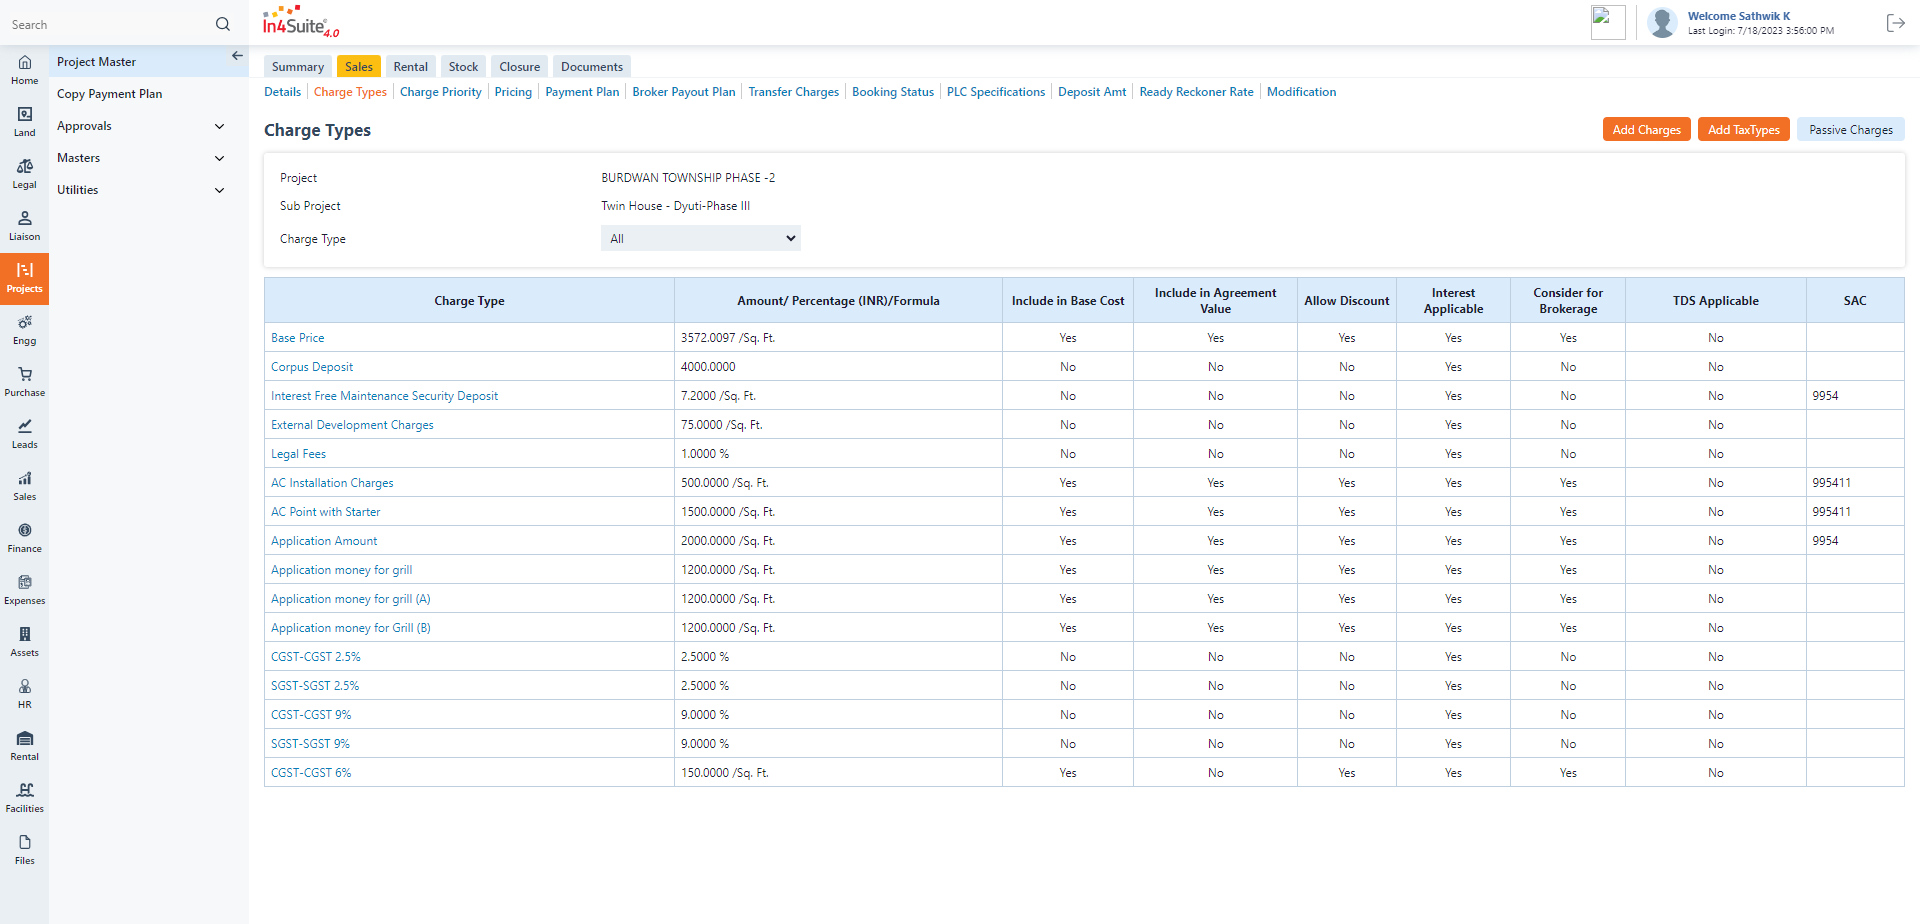 Search
In4Suite® 4.0
Welcome Sathwik K
Last Login: 7/18/2023 3:56:00 PM
Home
Land
Legal
Liaison
Projects
Engg
Purchase
Leads
Sales
Finance
Expenses
Assets
HR
Rental
Facilities
Files
Project Master
Copy Payment Plan
Approvals
Masters
Utilities
Summary Sales Rental Stock Closure Documents
Details Charge Types Charge Priority Pricing Payment Plan Broker Payout Plan Transfer Charges Booking Status PLC Specifications Deposit Amt Ready Reckoner Rate Modification
Charge Types
Add Charges Add TaxTypes Passive Charges
Project BURDWAN TOWNSHIP PHASE -2
Sub Project Twin House - Dyuti-Phase III
Charge Type All
Charge Type Amount/ Percentage (INR)/Formula Include in Base Cost Include in Agreement Value Allow Discount Interest Applicable Consider for Brokerage TDS Applicable SAC
Base Price 3572.0097 /Sq. Ft. Yes Yes Yes Yes Yes No
Corpus Deposit 4000.0000 No No No Yes No No
Interest Free Maintenance Security Deposit 7.2000 /Sq. Ft. No No No Yes No No 9954
External Development Charges 75.0000 /Sq. Ft. No No No Yes No No
Legal Fees 1.0000 % No No No Yes No No
AC Installation Charges 500.0000 /Sq. Ft. Yes Yes Yes Yes Yes No 995411
AC Point with Starter 1500.0000 /Sq. Ft. Yes Yes Yes Yes Yes No 995411
Application Amount 2000.0000 /Sq. Ft. Yes Yes Yes Yes Yes No 9954
Application money for grill 1200.0000 /Sq. Ft. Yes Yes Yes Yes Yes No
Application money for grill (A) 1200.0000 /Sq. Ft. Yes Yes Yes Yes Yes No
Application money for Grill (B) 1200.0000 /Sq. Ft. Yes Yes Yes Yes Yes No
CGST-CGST 2.5% 2.5000 % No No No Yes No No
SGST-SGST 2.5% 2.5000 % No No No Yes No No
CGST-CGST 9% 9.0000 % No No No Yes No No
SGST-SGST 9% 9.0000 % No No No Yes No No
CGST-CGST 6% 150.0000 /Sq. Ft. Yes No Yes Yes Yes No